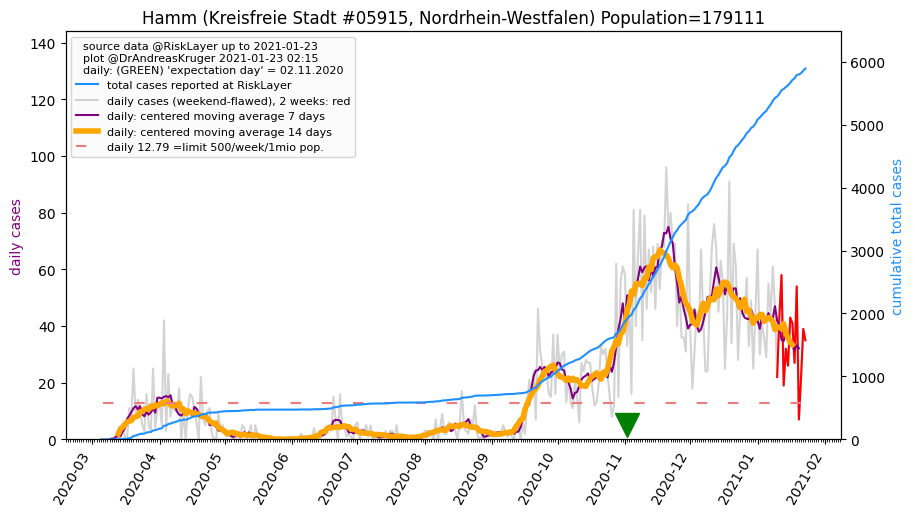 Hamm (Kreisfreie Stadt #05915, Nordrhein-Westfalen) Population=179111
source data @RiskLayer up to 2021-01-23
plot @DrAndreasKruger 2021-01-23 02:15
daily: (GREEN) 'expectation day' = 02.11.2020
total cases reported at RiskLayer
daily cases (weekend-flawed), 2 weeks: red
daily: centered moving average 7 days
daily: centered moving average 14 days
daily 12.79 =limit 500/week/1mio pop.
daily cases
140
120
100
80
60
40
20
0
6000
5000
4000
3000
2000
1000
0
cumulative total cases
2020-03
2020-04
2020-05
2020-06
2020-07
2020-08
2020-09
2020-10
2020-11
2020-12
2021-01
2021-02